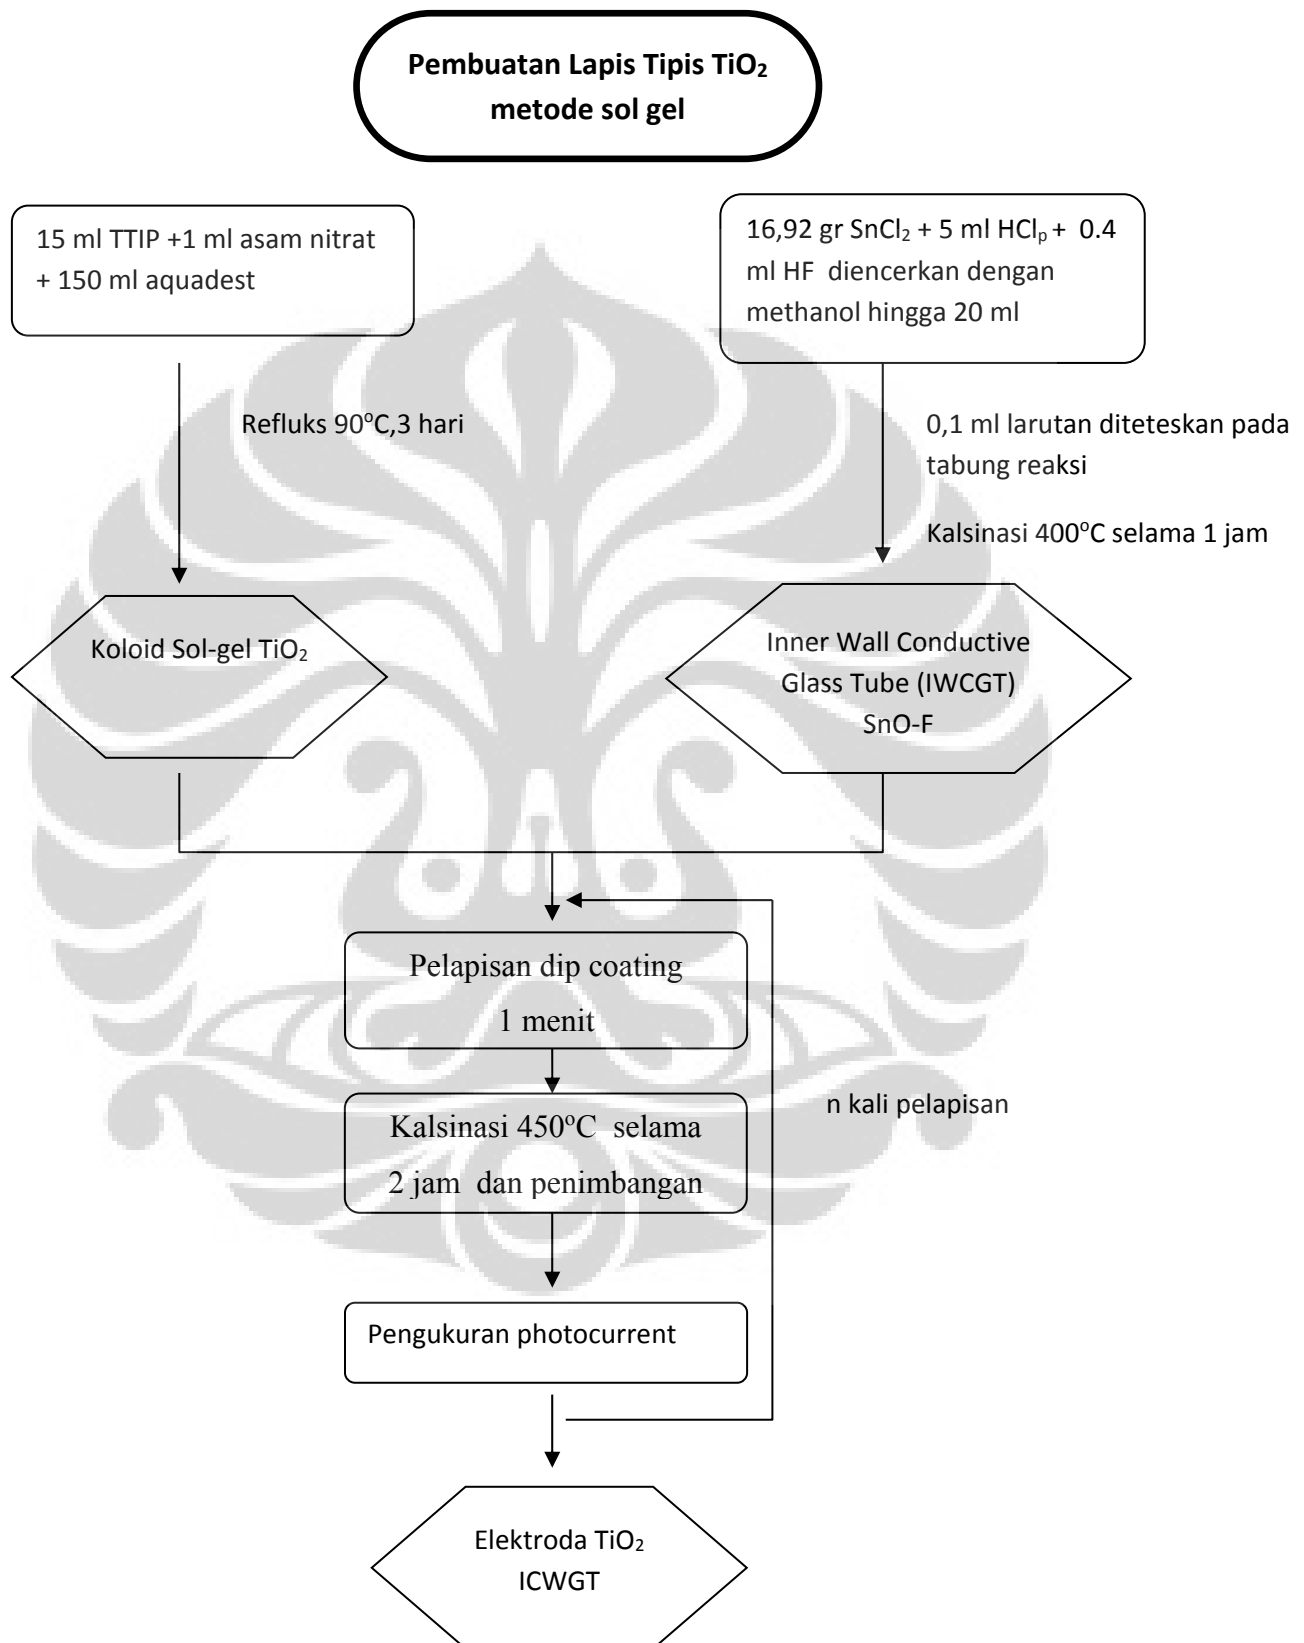 Pembuatan Lapis Tipis TiO₂
metode sol gel
15 ml TTIP +1 ml asam nitrat
+ 150 ml aquadest
16,92 gr SnCl₂ + 5 ml HClₚ + 0.4
ml HF diencerkan dengan
methanol hingga 20 ml
Refluks 90°C,3 hari
0,1 ml larutan diteteskan pada
tabung reaksi
Kalsinasi 400°C selama 1 jam
Koloid Sol-gel TiO₂
Inner Wall Conductive
Glass Tube (IWCGT)
SnO-F
Pelapisan dip coating
1 menit
n kali pelapisan
Kalsinasi 450°C selama
2 jam dan penimbangan
Pengukuran photocurrent
Elektroda TiO₂
ICWGT